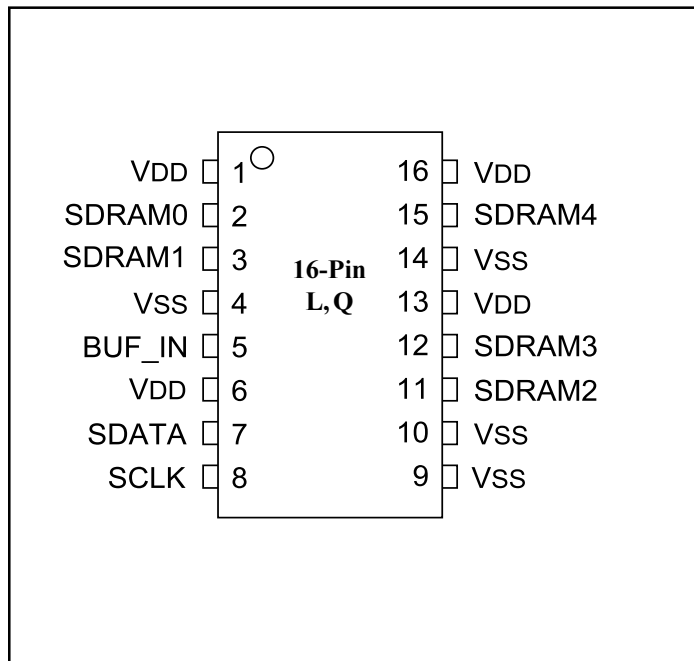 VDD 1 16 VDD
SDRAM0 2 15 SDRAM4
SDRAM1 3 14 VSS
16-Pin
L, Q
VSS 4 13 VDD
BUF_IN 5 12 SDRAM3
VDD 6 11 SDRAM2
SDATA 7 10 VSS
SCLK 8 9 VSS